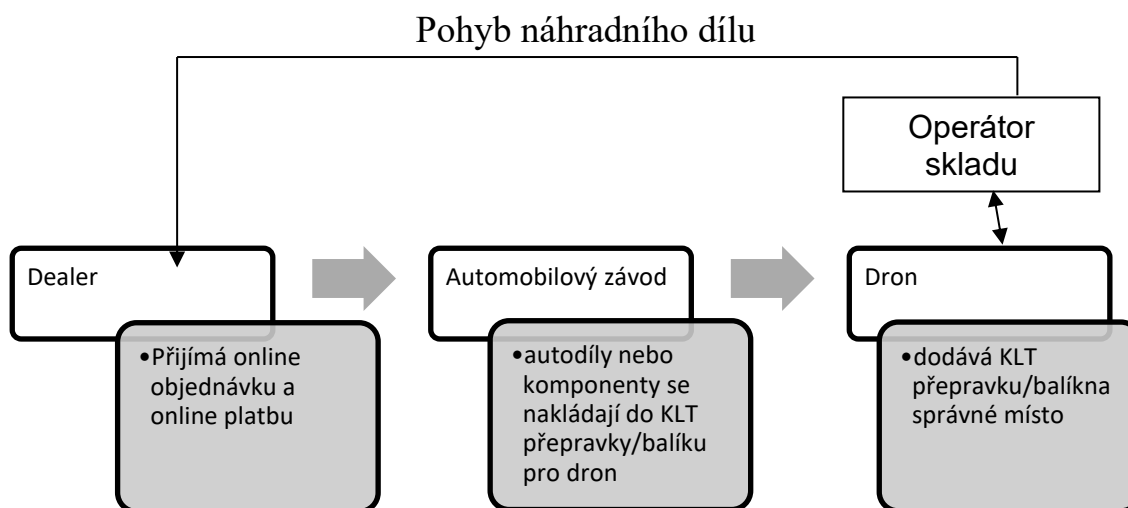 Pohyb náhradního dílu
Operátor
skladu
Dealer
•Přijímá online
objednávku a
online platbu
Automobilový závod
•autodíly nebo
komponenty se
nakládají do KLT
přepravky/balíku
pro dron
Dron
•dodává KLT
přepravku/balíkna
správné místo